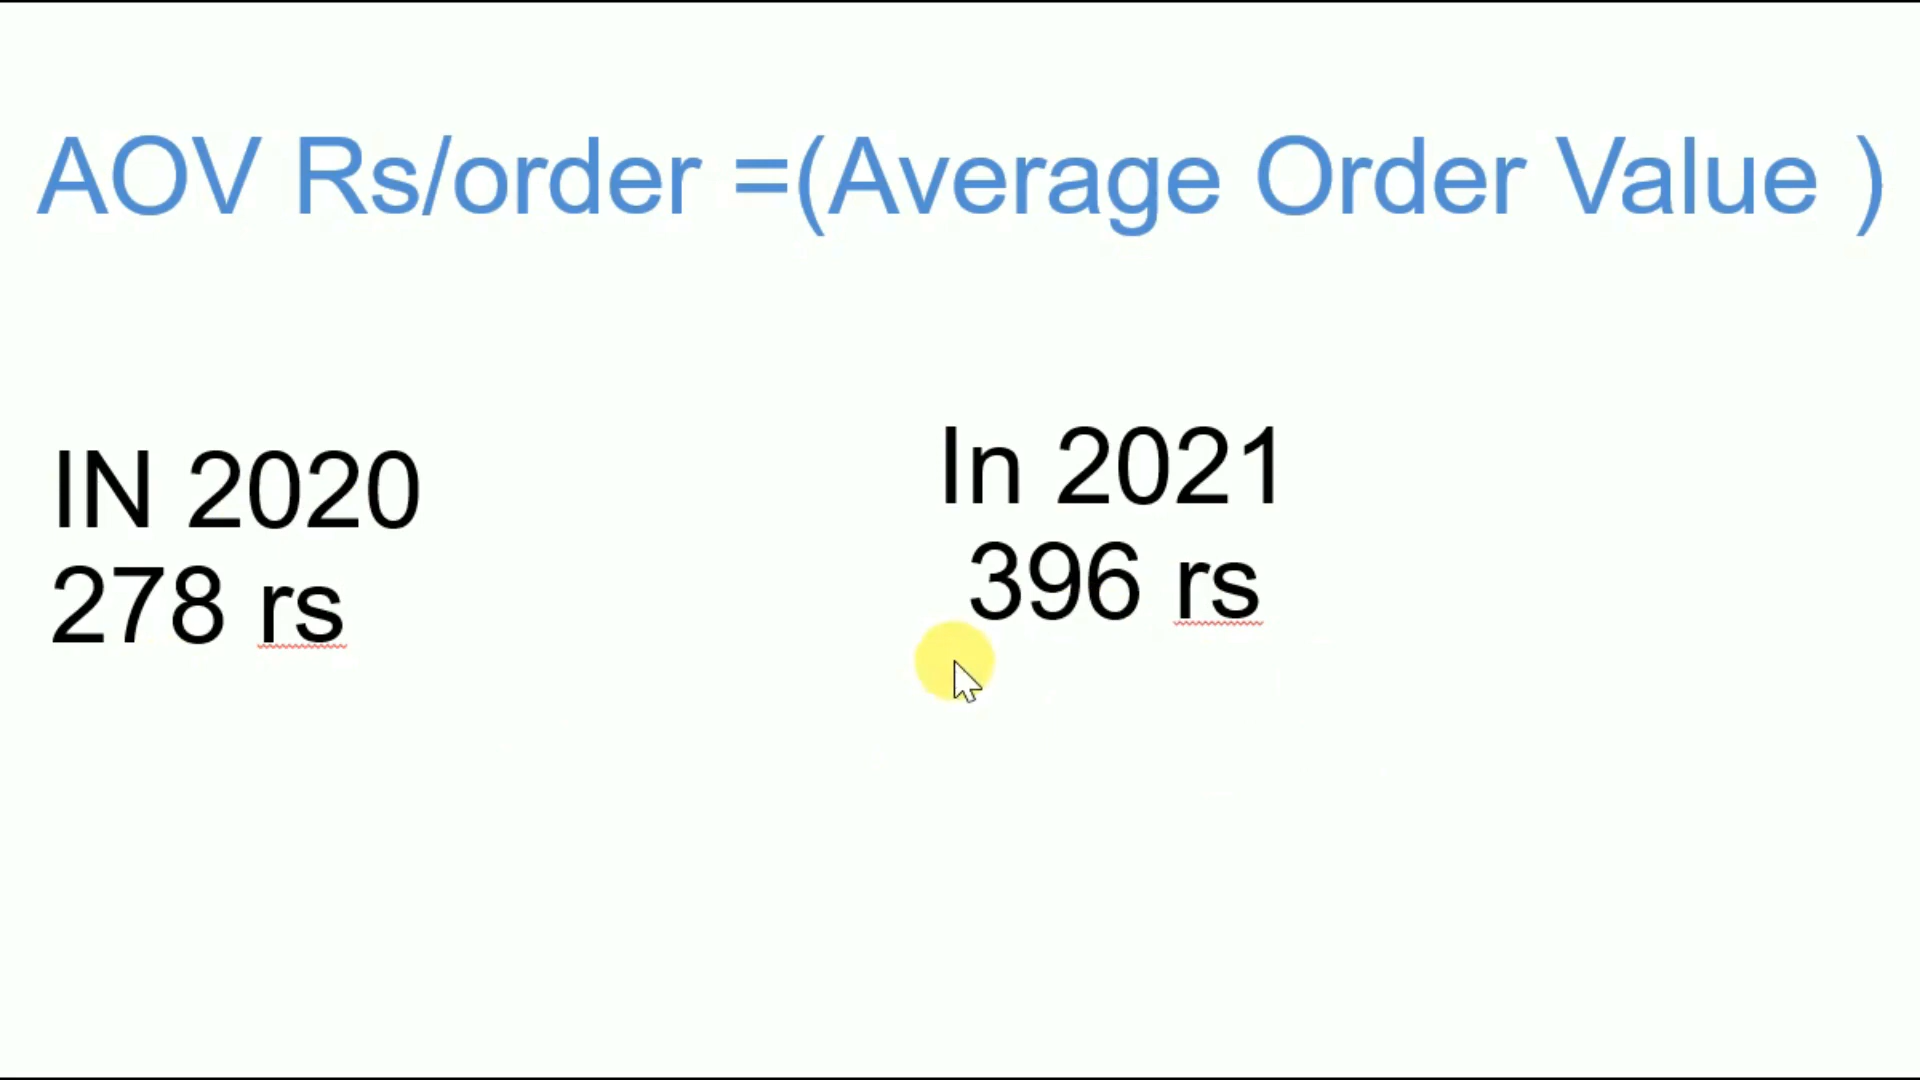 AOV Rs/order =(Average Order Value )
IN 2020
278 rs
In 2021
396 rs